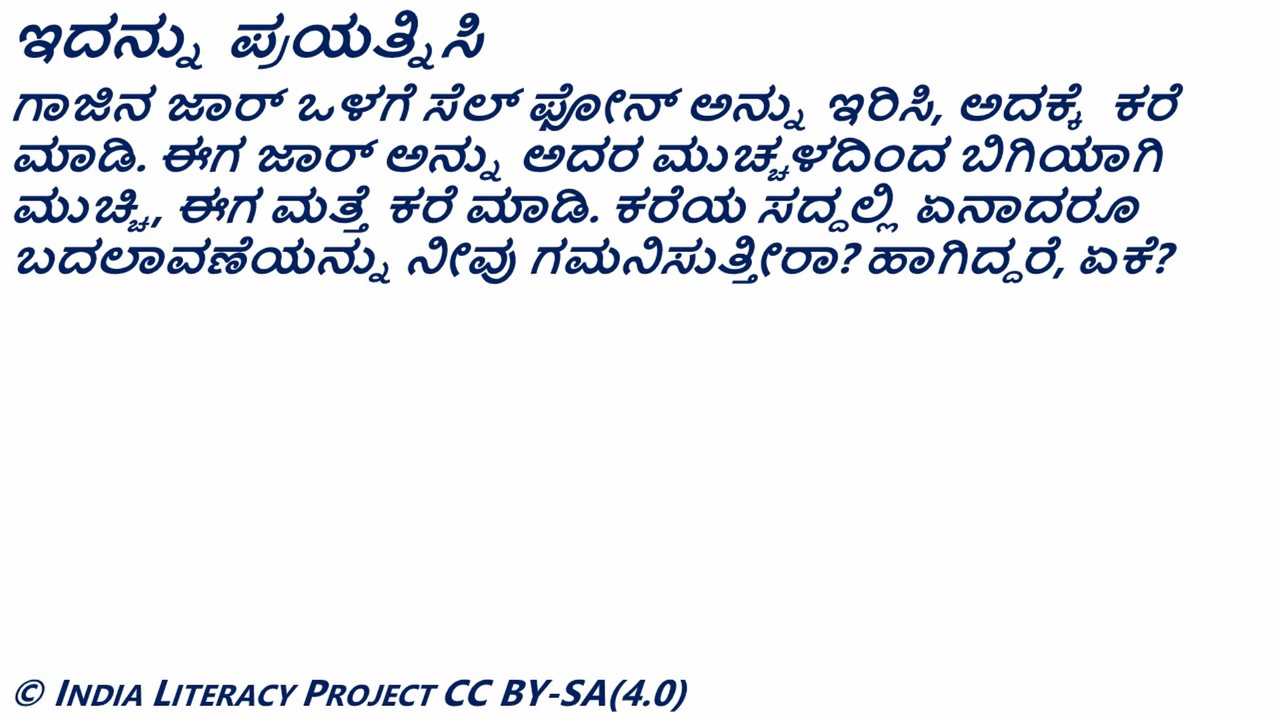 ಇದನ್ನು ಪ್ರಯತ್ನಿಸಿ
ಗಾಜಿನ ಜಾರ್ ಒಳಗೆ ಸೆಲ್ ಫೋನ್ ಅನ್ನು ಇರಿಸಿ, ಅದಕ್ಕೆ ಕರೆ
ಮಾಡಿ. ಈಗ ಜಾರ್ ಅನ್ನು ಅದರ ಮುಚ್ಚಳದಿಂದ ಬಿಗಿಯಾಗಿ
ಮುಚ್ಚಿ, ಈಗ ಮತ್ತೆ ಕರೆ ಮಾಡಿ. ಕರೆಯ ಸದ್ದಲ್ಲಿ ಏನಾದರೂ
ಬದಲಾವಣೆಯನ್ನು ನೀವು ಗಮನಿಸುತ್ತೀರಾ? ಹಾಗಿದ್ದರೆ, ಏಕೆ?
© INDIA LITERACY PROJECT CC BY-SA(4.0)